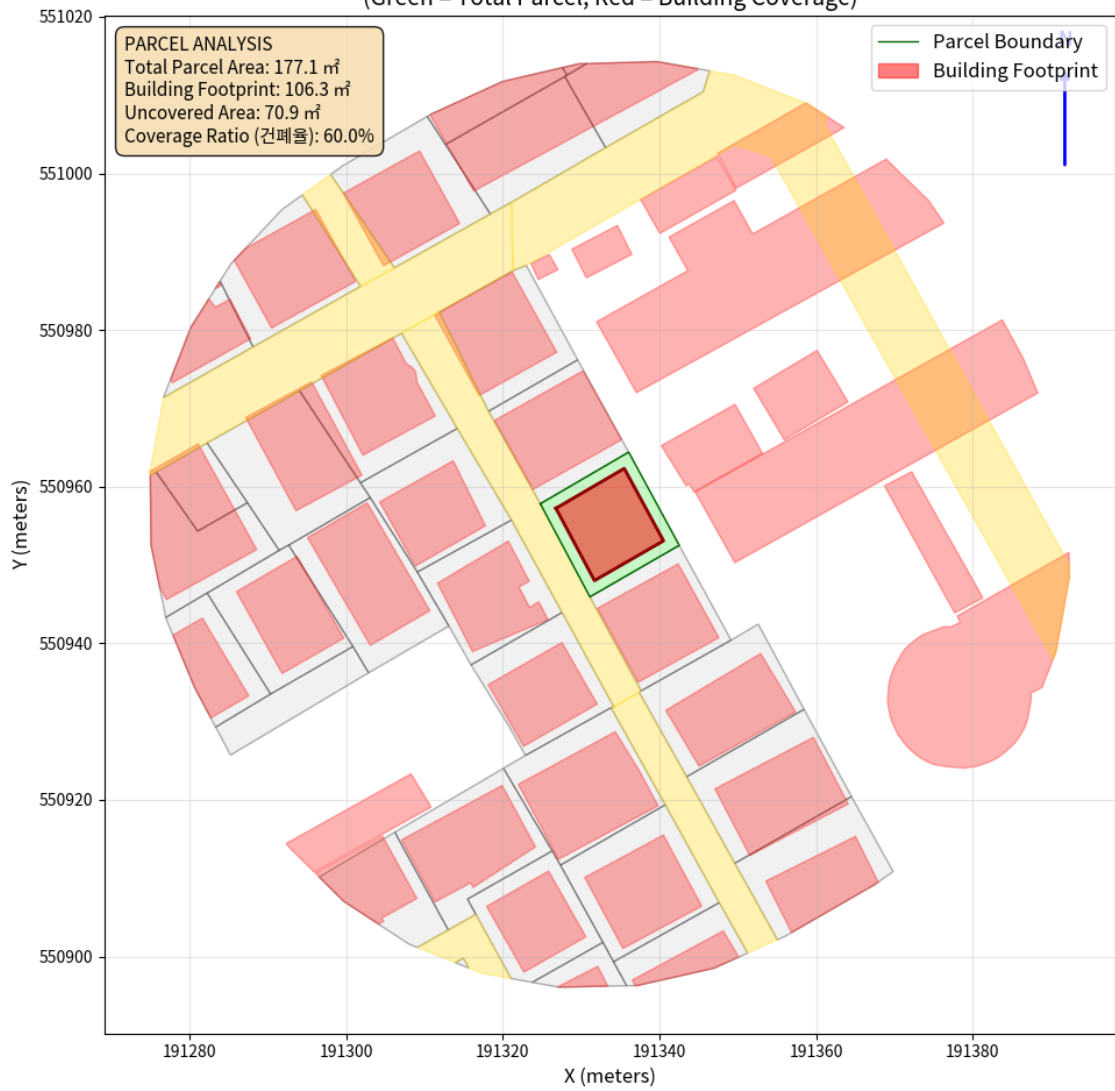 (Green = Total Parcel, Red = Building Coverage)
PARCEL ANALYSIS
Total Parcel Area: 177.1 ㎡
Building Footprint: 106.3 ㎡
Uncovered Area: 70.9 ㎡
Coverage Ratio (건폐율): 60.0%
Parcel Boundary
Building Footprint
N
551020
551000
550980
550960
550940
550920
550900
Y (meters)
191280
191300
191320
191340
191360
191380
X (meters)